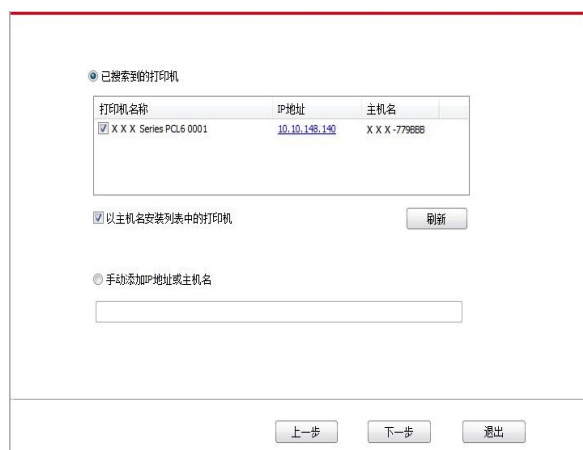 已搜索到的打印机
打印机名称 IP地址 主机名
X X X Series PCL6 0001 10.10.148.140 X X X -779BBB
以主机名安装列表中的打印机 刷新
手动添加IP地址或主机名
上一步 下一步 退出